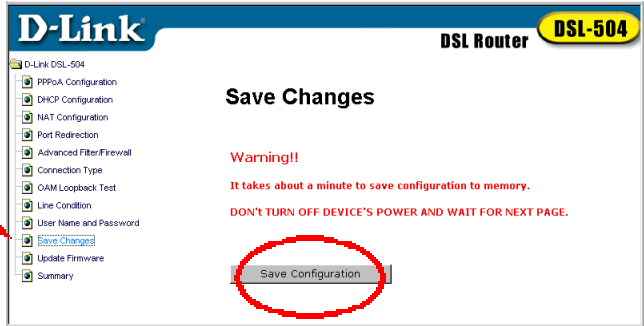 D-Link
DSL Router
DSL-504
D-Link DSL-504
PPPoA Configuration
DHCP Configuration
NAT Configuration
Port Redirection
Advanced Filter/Firewall
Connection Type
OAM Loopback Test
Line Condition
User Name and Password
Save Changes
Update Firmware
Summary
Save Changes
Warning!!
It takes about a minute to save configuration to memory.
DON't TURN OFF DEVICE'S POWER AND WAIT FOR NEXT PAGE.
Save Configuration